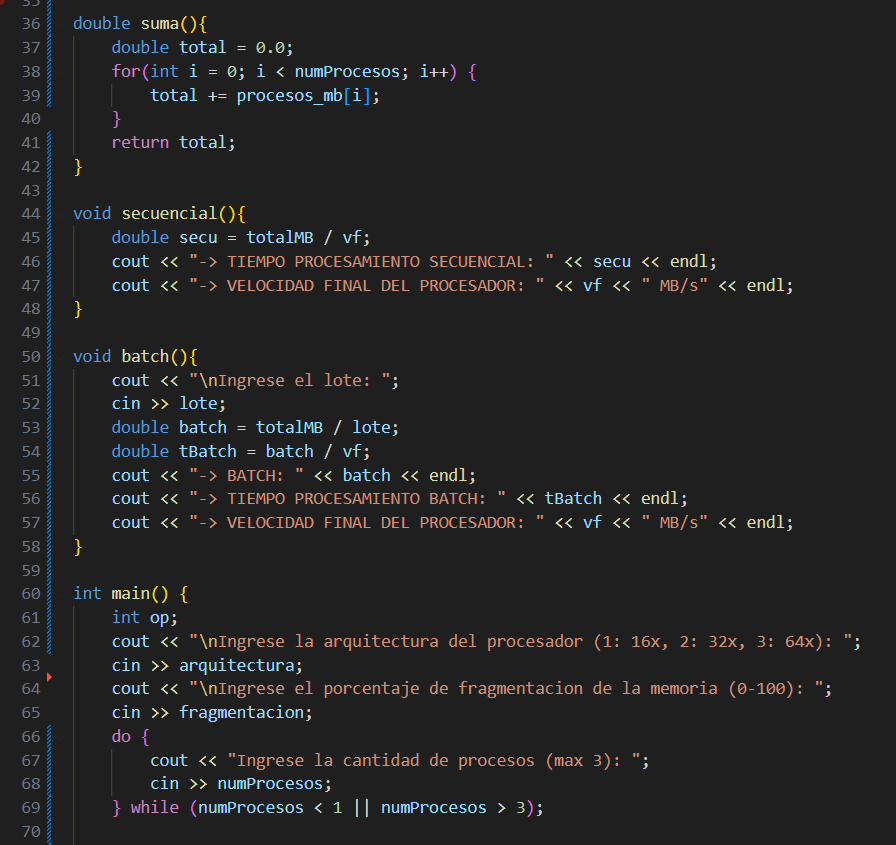 35
36 double suma(){
37     double total = 0.0;
38     for(int i = 0; i < numProcesos; i++) {
39         total += procesos_mb[i];
40     }
41     return total;
42 }
43
44 void secuencial(){
45     double secu = totalMB / vf;
46     cout << "-> TIEMPO PROCESAMIENTO SECUENCIAL: " << secu << endl;
47     cout << "-> VELOCIDAD FINAL DEL PROCESADOR: " << vf << " MB/s" << endl;
48 }
49
50 void batch(){
51     cout << "\nIngrese el lote: ";
52     cin >> lote;
53     double batch = totalMB / lote;
54     double tBatch = batch / vf;
55     cout << "-> BATCH: " << batch << endl;
56     cout << "-> TIEMPO PROCESAMIENTO BATCH: " << tBatch << endl;
57     cout << "-> VELOCIDAD FINAL DEL PROCESADOR: " << vf << " MB/s" << endl;
58 }
59
60 int main() {
61     int op;
62     cout << "\nIngrese la arquitectura del procesador (1: 16x, 2: 32x, 3: 64x): ";
63     cin >> arquitectura;
64     cout << "\nIngrese el porcentaje de fragmentacion de la memoria (0-100): ";
65     cin >> fragmentacion;
66     do {
67         cout << "Ingrese la cantidad de procesos (max 3): ";
68         cin >> numProcesos;
69     } while (numProcesos < 1 || numProcesos > 3);
70